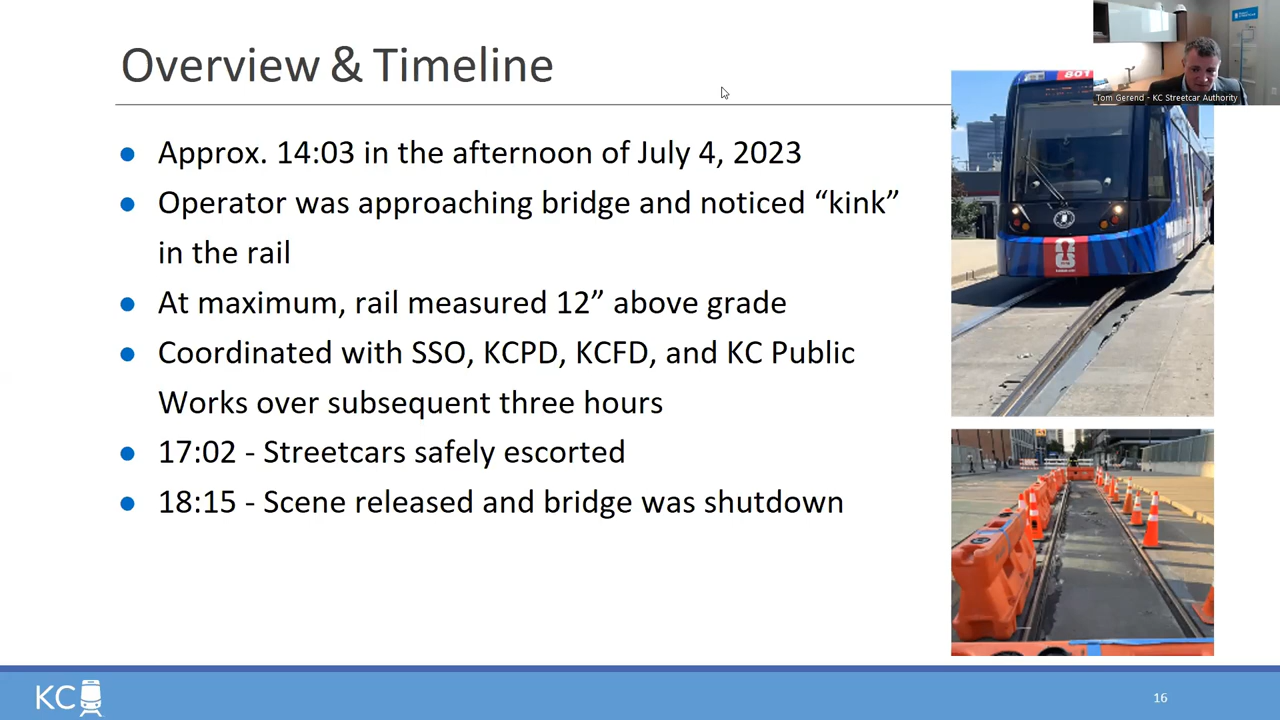 Overview & Timeline
801
Tom Gerend - KC Streetcar Authority
Approx. 14:03 in the afternoon of July 4, 2023
Operator was approaching bridge and noticed “kink”
in the rail
At maximum, rail measured 12” above grade
Coordinated with SSO, KCPD, KCFD, and KC Public
Works over subsequent three hours
17:02 - Streetcars safely escorted
18:15 - Scene released and bridge was shutdown
KC
16